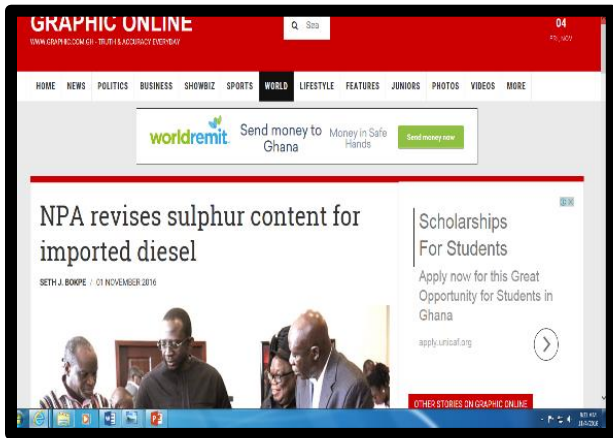 GRAPHIC ONLINE
WWW.GRAPHIC.COM.GH - TRUTH & ACCURACY EVERYDAY
04
FRI, NOV
HOME NEWS POLITICS BUSINESS SHOWBIZ SPORTS WORLD LIFESTYLE FEATURES JUNIORS PHOTOS VIDEOS MORE
worldremit
Send money to
Ghana
Money in Safe
Hands
Send money now
NPA revises sulphur content for
imported diesel
SETH J. BOKPE / 01 NOVEMBER 2016
Scholarships
For Students
Apply now for this Great
Opportunity for Students in
Ghana
apply.unicaf.org
OTHER STORIES ON GRAPHIC ONLINE